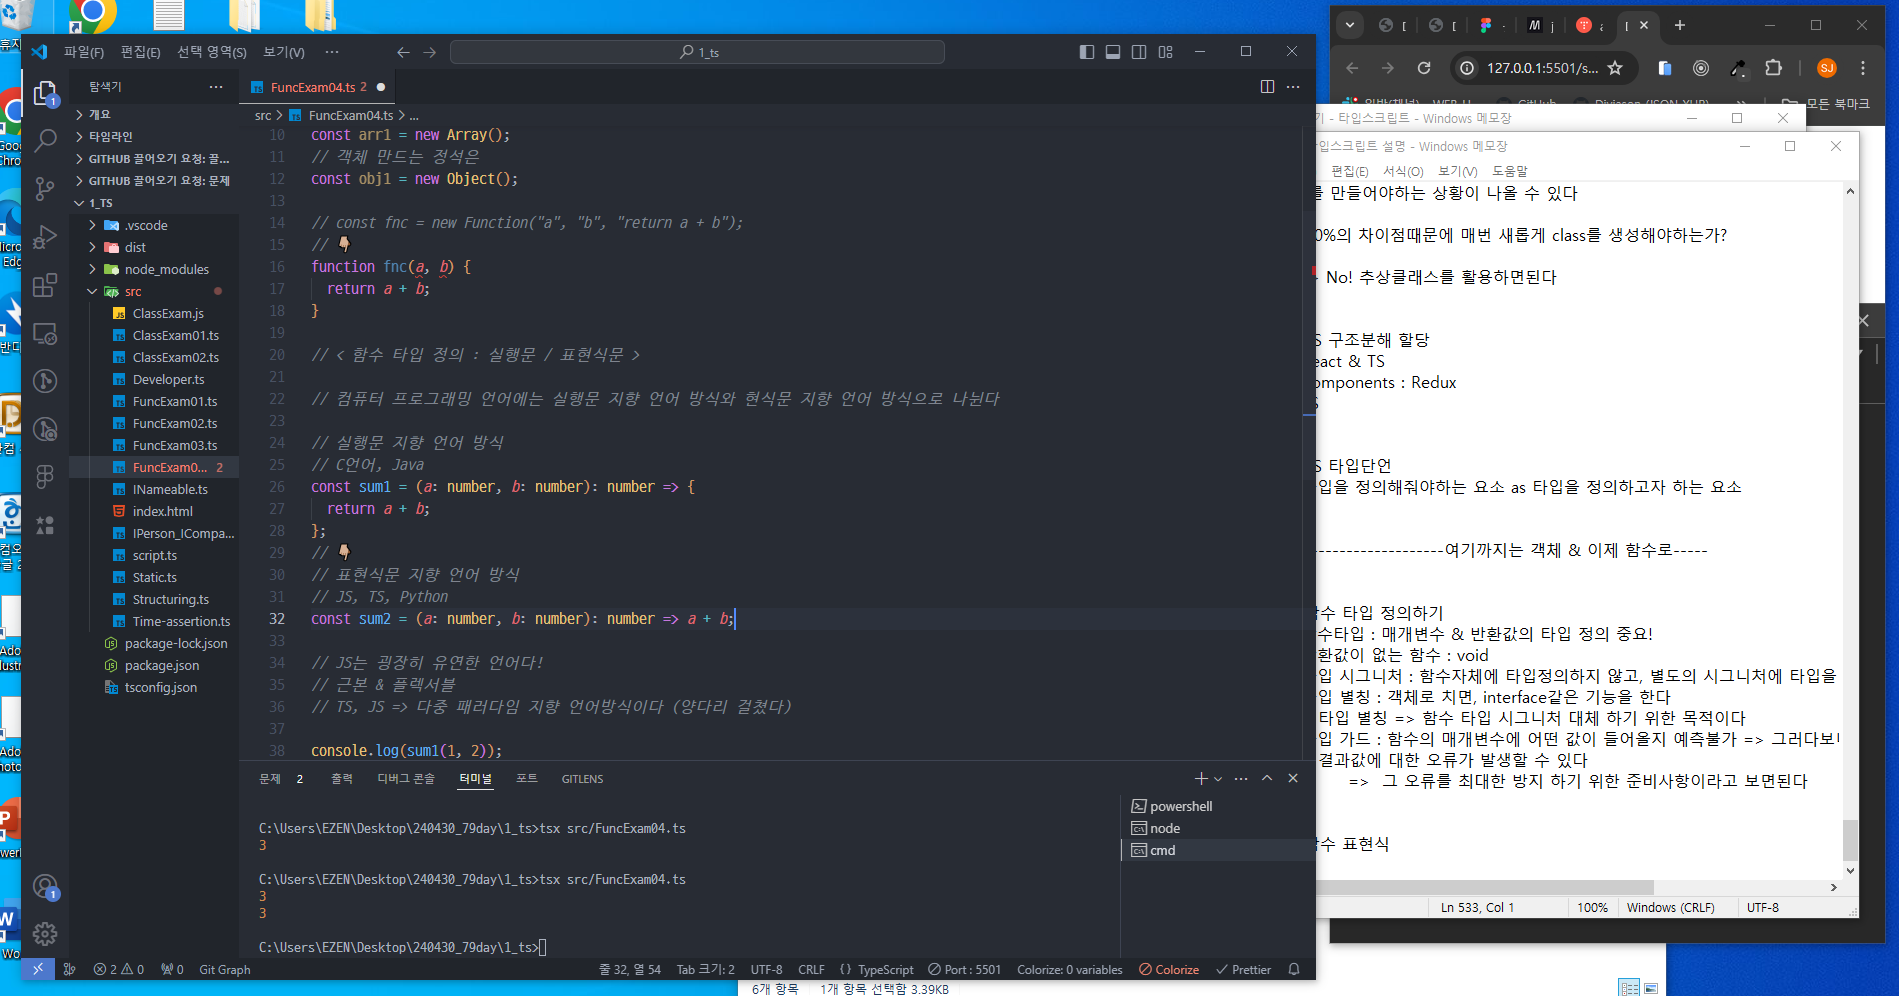 파일(F) 편집(E) 선택 영역(S) 보기(V) ··· 1_ts
탐색기
개요
타임라인
GITHUB 끌어오기 요청: 끌...
GITHUB 끌어오기 요청: 문제
1_TS
.vscode
dist
node_modules
src
ClassExam.js
ClassExam01.ts
ClassExam02.ts
Developer.ts
FuncExam01.ts
FuncExam02.ts
FuncExam03.ts
FuncExam0... 2
INameable.ts
index.html
IPerson_ICompa...
script.ts
Static.ts
Structuring.ts
Time-assertion.ts
package-lock.json
package.json
tsconfig.json
FuncExam04.ts 2
src > FuncExam04.ts > ...
10 const arr1 = new Array();
11 // 객체 만드는 정석은
12 const obj1 = new Object();
13
14 // const fnc = new Function("a", "b", "return a + b");
15 // 👇
16 function fnc(a, b) {
17 return a + b;
18 }
19
20 // < 함수 타입 정의 : 실행문 / 표현식문 >
21
22 // 컴퓨터 프로그래밍 언어에는 실행문 지향 언어 방식와 현식문 지향 언어 방식으로 나뉜다
23
24 // 실행문 지향 언어 방식
25 // C언어, Java
26 const sum1 = (a: number, b: number): number => {
27 return a + b;
28 };
29 // 👇
30 // 표현식문 지향 언어 방식
31 // JS, TS, Python
32 const sum2 = (a: number, b: number): number => a + b;
33
34 // JS는 굉장히 유연한 언어다!
35 // 근본 & 플렉서블
36 // TS, JS => 다중 패러다임 지향 언어방식이다 (양다리 걸쳤다)
37
38 console.log(sum1(1, 2));
문제 2 출력 디버그 콘솔 터미널 포트 GITLENS
C:\Users\EZEN\Desktop\240430_79day\1_ts>tsx src/FuncExam04.ts
3
C:\Users\EZEN\Desktop\240430_79day\1_ts>tsx src/FuncExam04.ts
3
3
C:\Users\EZEN\Desktop\240430_79day\1_ts>
powershell
node
cmd
2 0 0 Git Graph 줄 32, 열 54 Tab 크기: 2 UTF-8 CRLF {} TypeScript Port : 5501 Colorize: 0 variables Colorize Prettier
127.0.0.1:5501/s...
SJ
모든 북마크
- 타입스크립트 - Windows 메모장
설명 - Windows 메모장
편집(E) 서식(O) 보기(V) 도움말
만들어야하는 상황이 나올 수 있다
0%의 차이점때문에 매번 새롭게 class를 생성해야하는가?
No! 추상클래스를 활용하면된다
구조분해 할당
& TS
: Redux
타입단언
정의해줘야하는 요소 as 타입을 정의하고자 하는 요소
-------------------여기까지는 객체 & 이제 함수로-----
타입 정의하기
: 매개변수 & 반환값의 타입 정의 중요!
없는 함수 : void
시그니처 : 함수자체에 타입정의하지 않고, 별도의 시그니처에 타입을
별칭 : 객체로 치면, interface같은 기능을 한다
타입 별칭 => 함수 타입 시그니처 대체 하기 위한 목적이다
가드 : 함수의 매개변수에 어떤 값이 들어올지 예측불가 => 그러다보
결과값에 대한 오류가 발생할 수 있다
=> 그 오류를 최대한 방지 하기 위한 준비사항이라고 보면된다
표현식
Ln 533, Col 1 100% Windows (CRLF) UTF-8
6개 항목 1개 항목 선택함 3.39KB